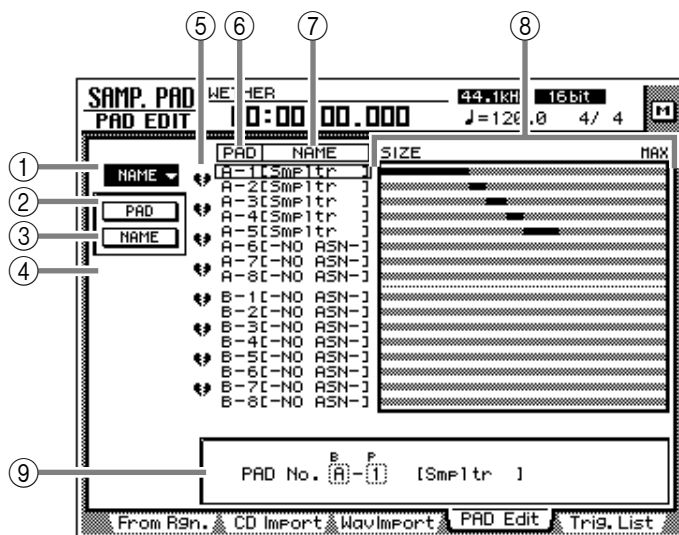 ⑤ ⑥ ⑦ ⑧
SAMP. PAD
PAD EDIT
00:00 00.000
44.1kH 16bit
♩=120.0 4/ 4
M
PAD NAME
SIZE MAX
① NAME
② PAD
③ NAME
④
A-1[Smpltr ]
A-2[Smpltr ]
A-3[Smpltr ]
A-4[Smpltr ]
A-5[Smpltr ]
A-6[-NO ASN-]
A-7[-NO ASN-]
A-8[-NO ASN-]
B-1[-NO ASN-]
B-2[-NO ASN-]
B-3[-NO ASN-]
B-4[-NO ASN-]
B-5[-NO ASN-]
B-6[-NO ASN-]
B-7[-NO ASN-]
B-8[-NO ASN-]
B P
⑨ PAD No. A-1 [Smpltr ]
From Rgn. CD Import WavImport PAD Edit Trig. List